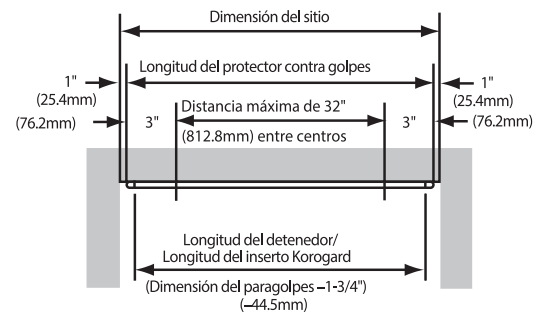 Dimensión del sitio
Longitud del protector contra golpes
1"
(25.4mm)
1"
(25.4mm)
Distancia máxima de 32"
(812.8mm) entre centros
(76.2mm)
3"
3"
(76.2mm)
Longitud del detenedor/
Longitud del inserto Korogard
(Dimensión del paragolpes –1-3/4")
(–44.5mm)